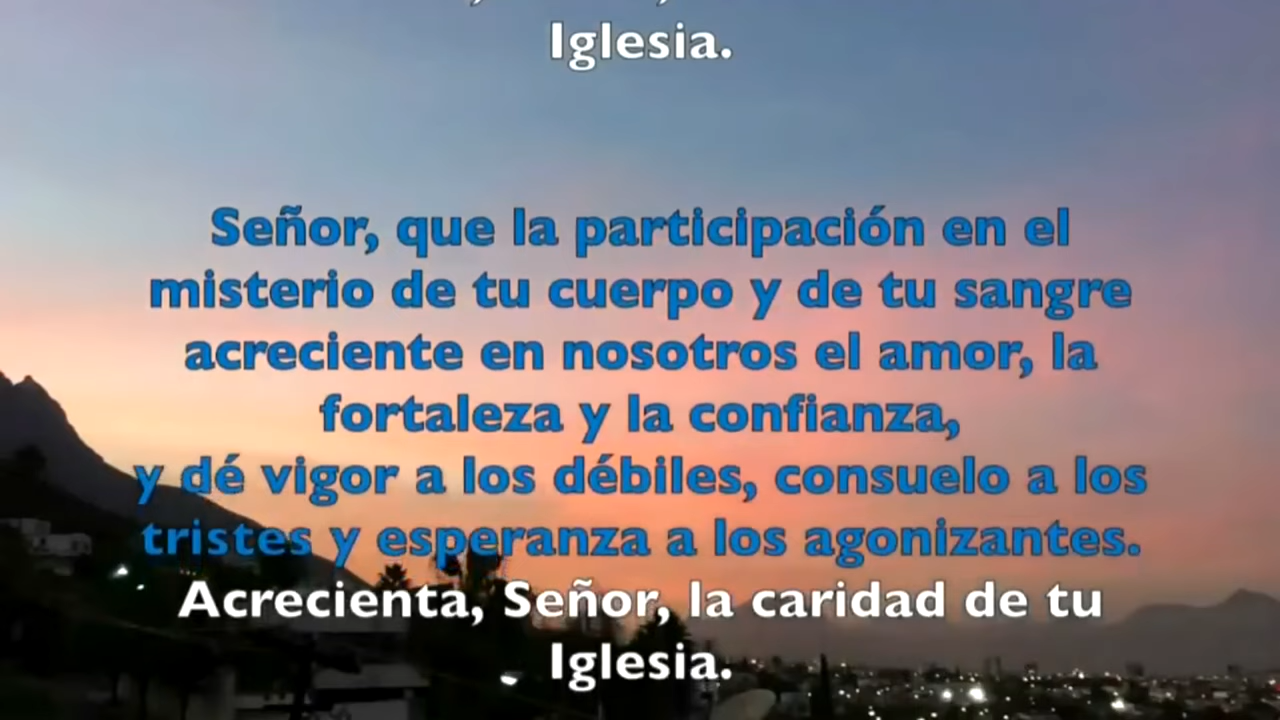 Iglesia.
Señor, que la participación en el
misterio de tu cuerpo y de tu sangre
acreciente en nosotros el amor, la
fortaleza y la confianza,
y dé vigor a los débiles, consuelo a los
tristes y esperanza a los agonizantes.
Acrecienta, Señor, la caridad de tu
Iglesia.